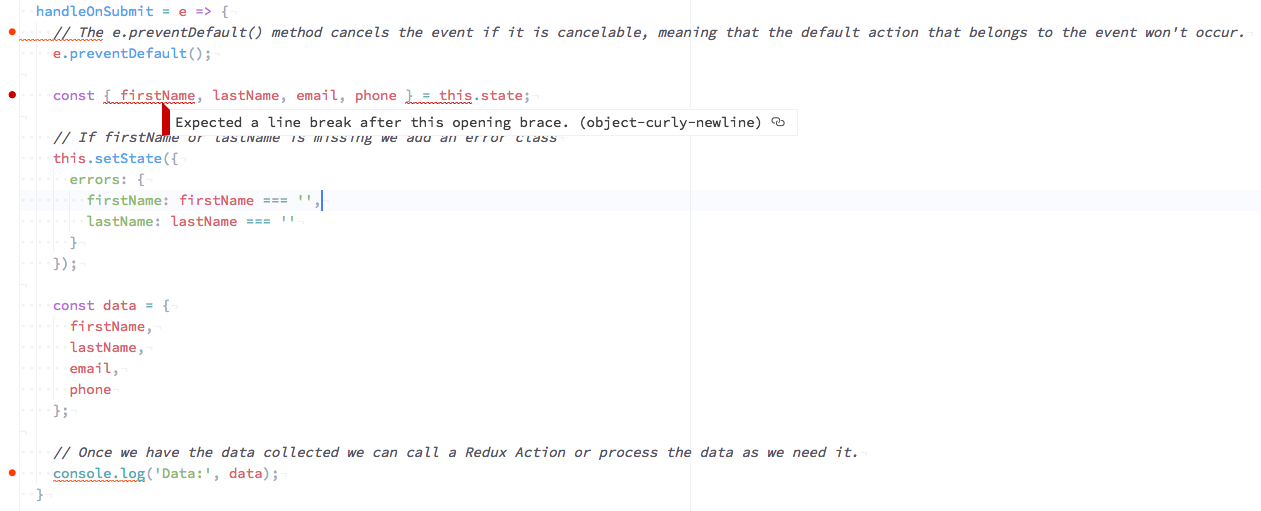 handleOnSubmit = e => {
// The e.preventDefault() method cancels the event if it is cancelable, meaning that the default action that belongs to the event won't occur.
e.preventDefault();
const { firstName, lastName, email, phone } = this.state;
Expected a line break after this opening brace. (object-curly-newline)
// If firstName or lastName is missing we add an error class
this.setState({
errors: {
firstName: firstName === '',
lastName: lastName === ''
}
});
const data = {
firstName,
lastName,
email,
phone
};
// Once we have the data collected we can call a Redux Action or process the data as we need it.
console.log('Data:', data);
}